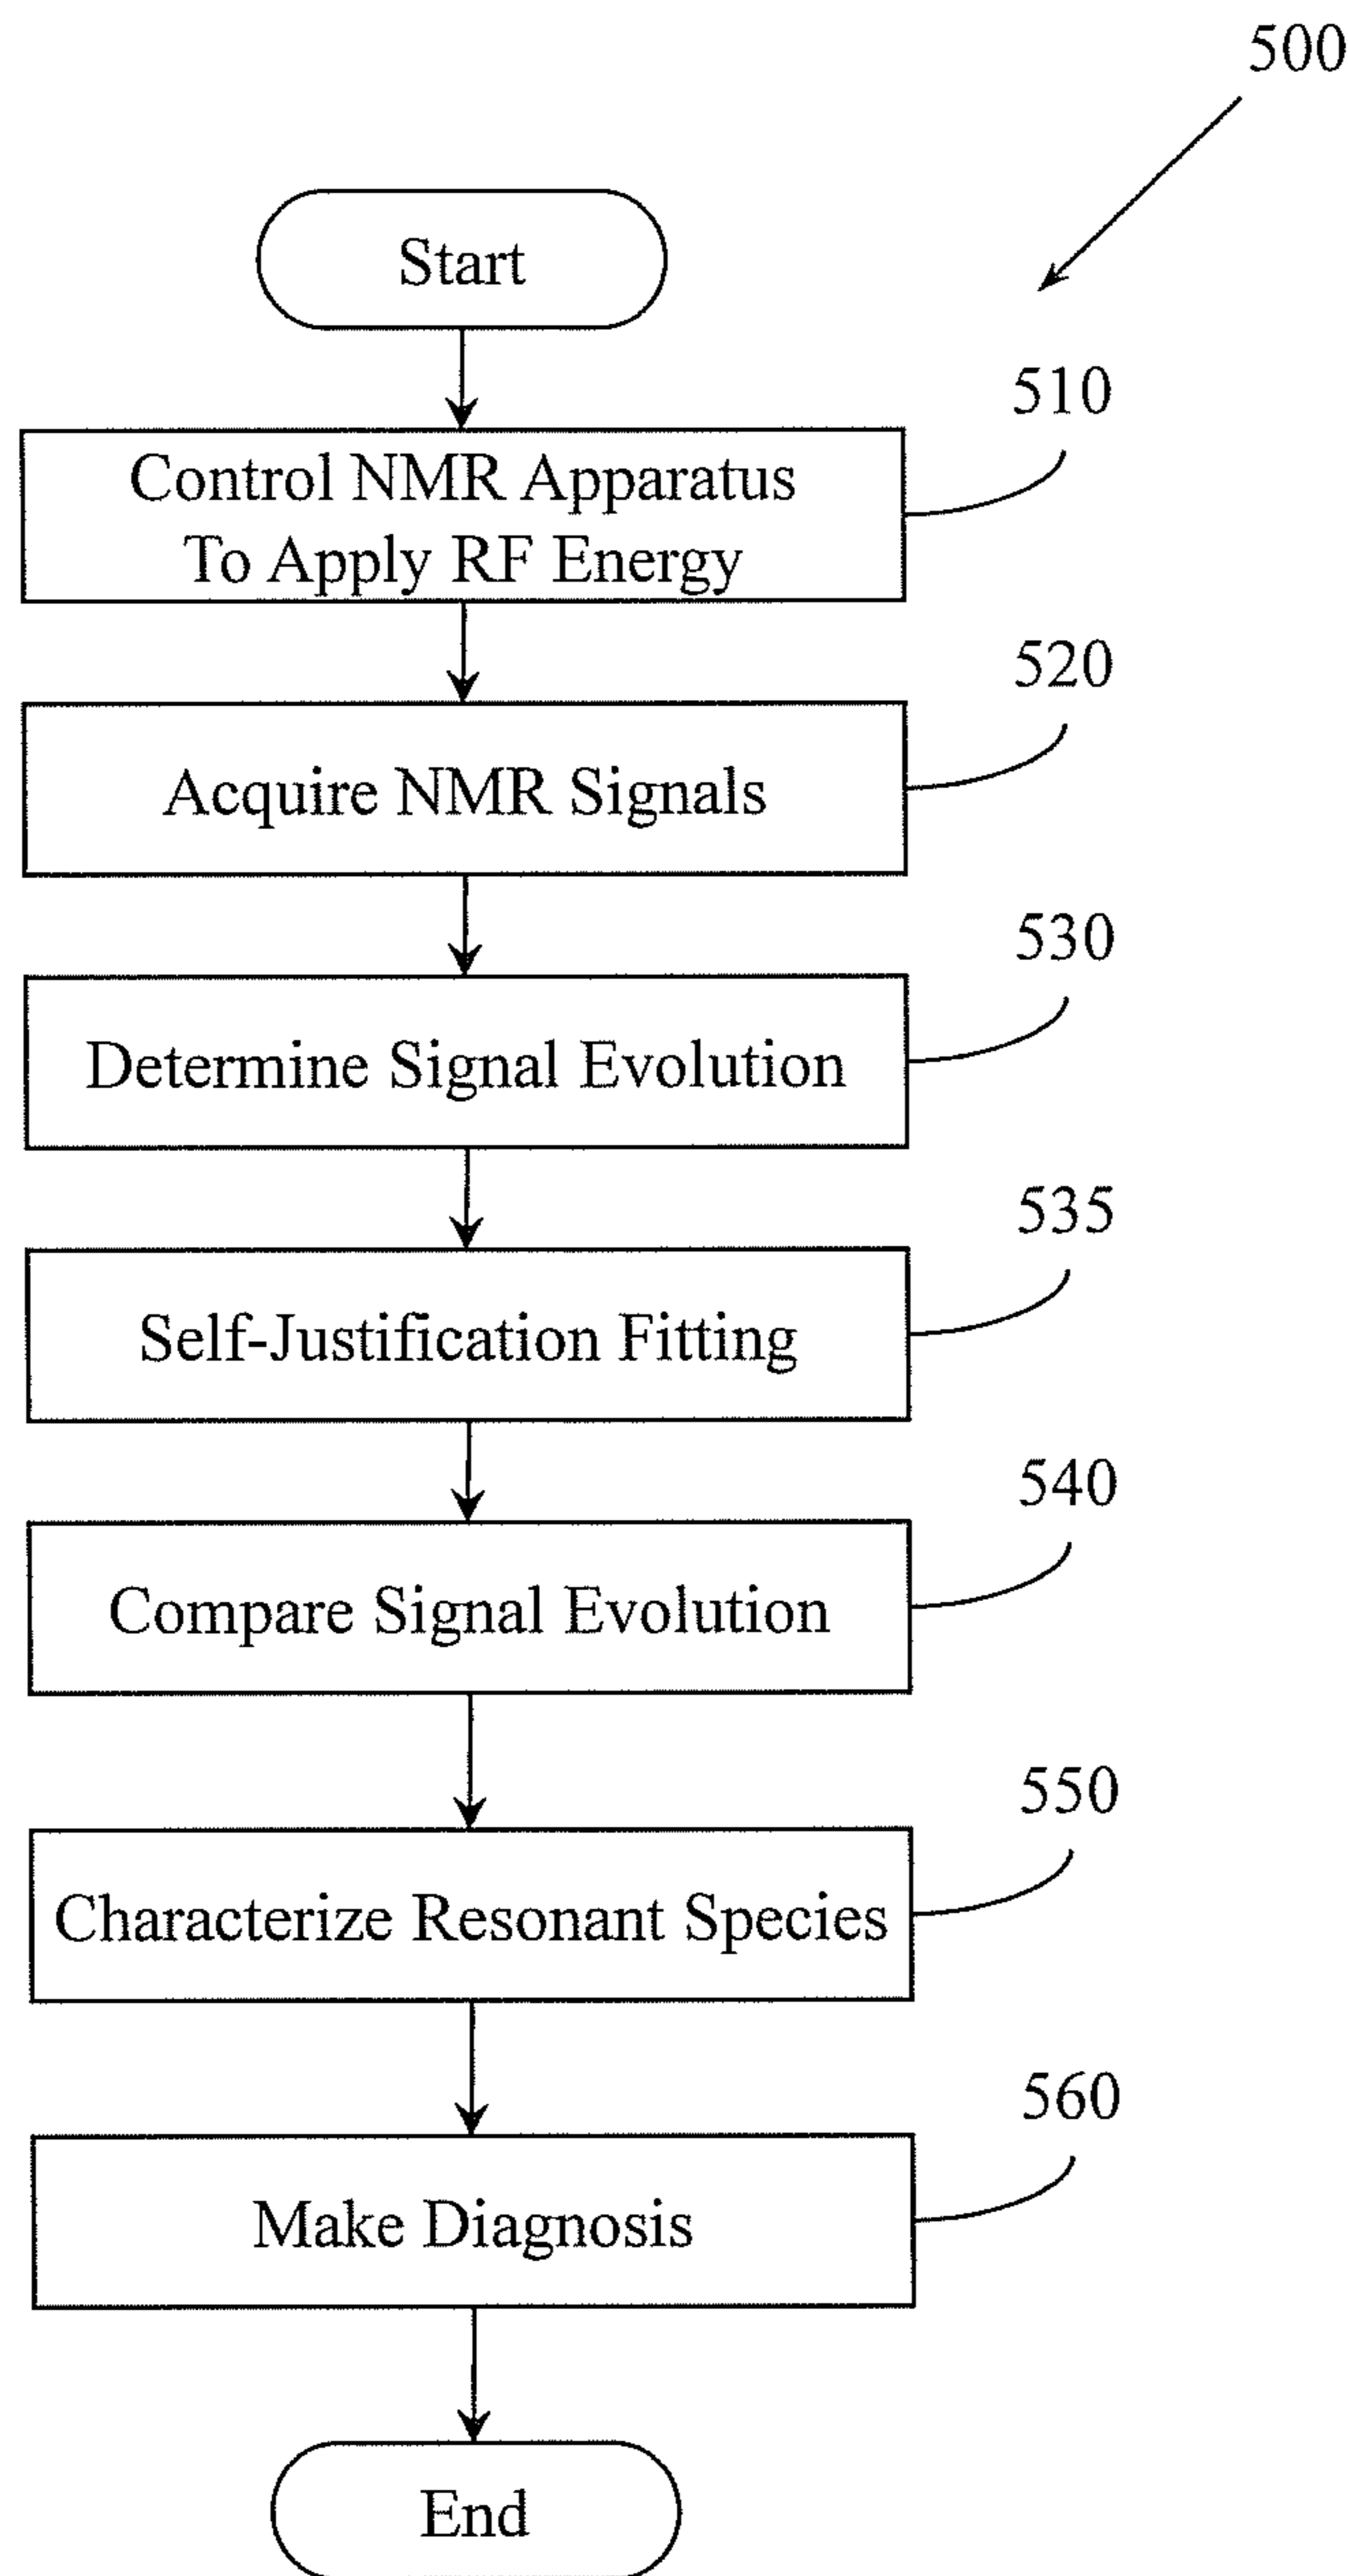 500
Start
510
Control NMR Apparatus
To Apply RF Energy
520
Acquire NMR Signals
530
Determine Signal Evolution
535
Self-Justification Fitting
540
Compare Signal Evolution
550
Characterize Resonant Species
560
Make Diagnosis
End